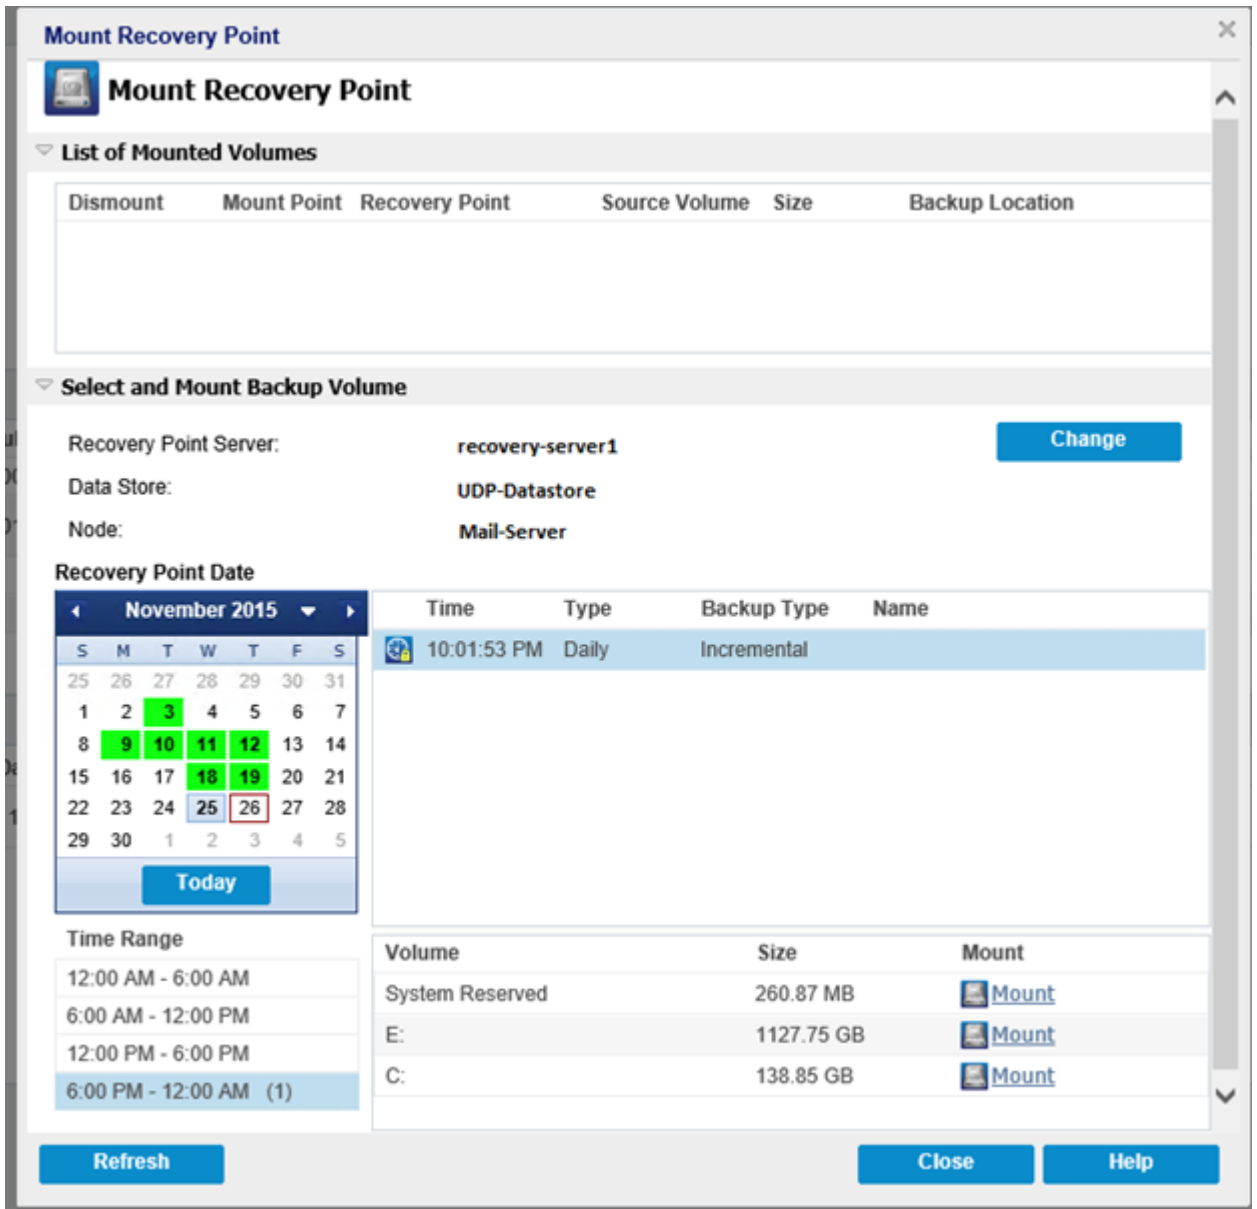 Mount Recovery Point
Mount Recovery Point
List of Mounted Volumes
Dismount Mount Point Recovery Point Source Volume Size Backup Location
Select and Mount Backup Volume
Recovery Point Server: recovery-server1 Change
Data Store: UDP-Datastore
Node: Mail-Server
Recovery Point Date
November 2015
S M T W T F S
25 26 27 28 29 30 31
1 2 3 4 5 6 7
8 9 10 11 12 13 14
15 16 17 18 19 20 21
22 23 24 25 26 27 28
29 30 1 2 3 4 5
Today
Time Type Backup Type Name
10:01:53 PM Daily Incremental
Time Range
12:00 AM - 6:00 AM
6:00 AM - 12:00 PM
12:00 PM - 6:00 PM
6:00 PM - 12:00 AM (1)
Volume Size Mount
System Reserved 260.87 MB Mount
E: 1127.75 GB Mount
C: 138.85 GB Mount
Refresh Close Help